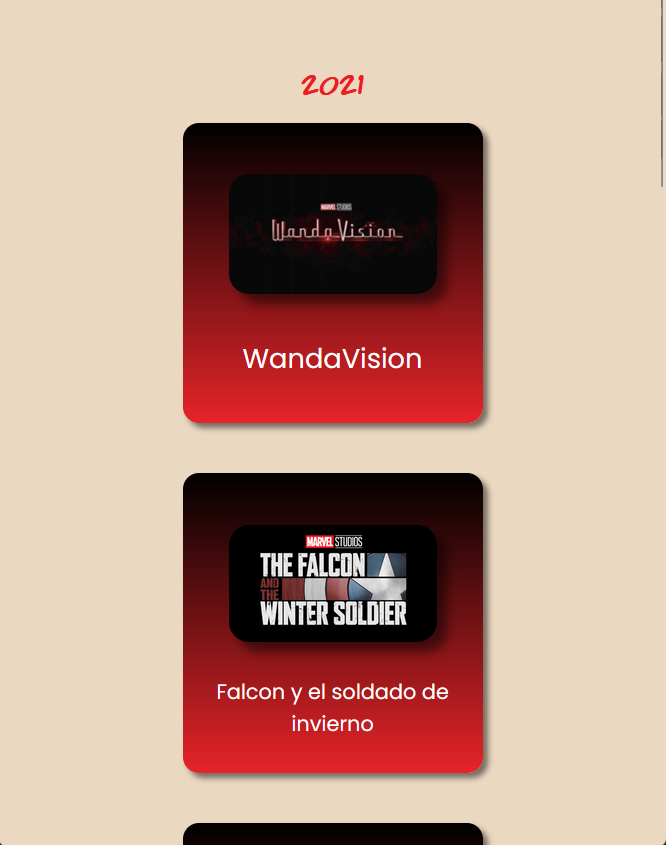 2021
MARVEL STUDIOS
WandaVision
WandaVision
MARVEL STUDIOS
THE FALCON
AND
THE
WINTER SOLDIER
Falcon y el soldado de
invierno